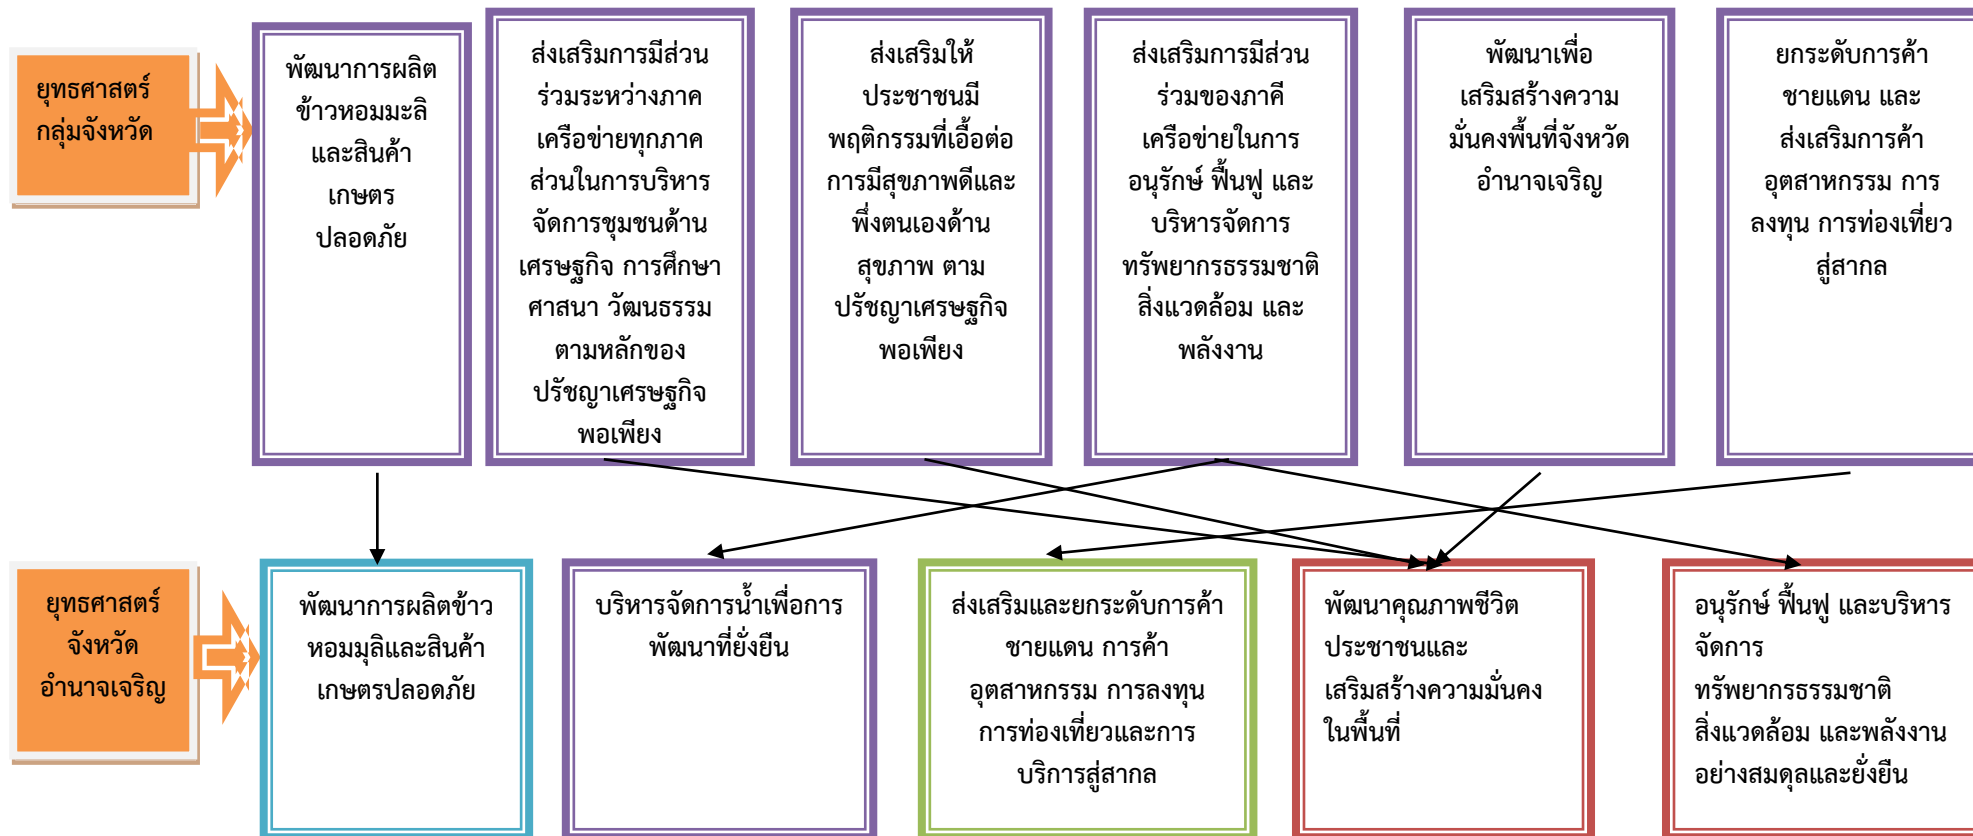 ยุทธศาสตร์
กลุ่มจังหวัด
พัฒนาการผลิต
ข้าวหอมมะลิ
และสินค้า
เกษตร
ปลอดภัย
ส่งเสริมการมีส่วน
ร่วมระหว่างภาค
เครือข่ายทุกภาค
ส่วนในการบริหาร
จัดการชุมชนด้าน
เศรษฐกิจ การศึกษา
ศาสนา วัฒนธรรม
ตามหลักของ
ปรัชญาเศรษฐกิจ
พอเพียง
ส่งเสริมให้
ประชาชนมี
พฤติกรรมที่เอื้อต่อ
การมีสุขภาพดีและ
พึ่งตนเองด้าน
สุขภาพ ตาม
ปรัชญาเศรษฐกิจ
พอเพียง
ส่งเสริมการมีส่วน
ร่วมของภาคี
เครือข่ายในการ
อนุรักษ์ ฟื้นฟู และ
บริหารจัดการ
ทรัพยากรธรรมชาติ
สิ่งแวดล้อม และ
พลังงาน
พัฒนาเพื่อ
เสริมสร้างความ
มั่นคงพื้นที่จังหวัด
อำนาจเจริญ
ยกระดับการค้า
ชายแดน และ
ส่งเสริมการค้า
อุตสาหกรรม การ
ลงทุน การท่องเที่ยว
สู่สากล
ยุทธศาสตร์
จังหวัด
อำนาจเจริญ
พัฒนาการผลิตข้าว
หอมมุลิและสินค้า
เกษตรปลอดภัย
บริหารจัดการน้ำเพื่อการ
พัฒนาที่ยั่งยืน
ส่งเสริมและยกระดับการค้า
ชายแดน การค้า
อุตสาหกรรม การลงทุน
การท่องเที่ยวและการ
บริการสู่สากล
พัฒนาคุณภาพชีวิต
ประชาชนและ
เสริมสร้างความมั่นคง
ในพื้นที่
อนุรักษ์ ฟื้นฟู และบริหาร
จัดการ
ทรัพยากรธรรมชาติ
สิ่งแวดล้อม และพลังงาน
อย่างสมดุลและยั่งยืน